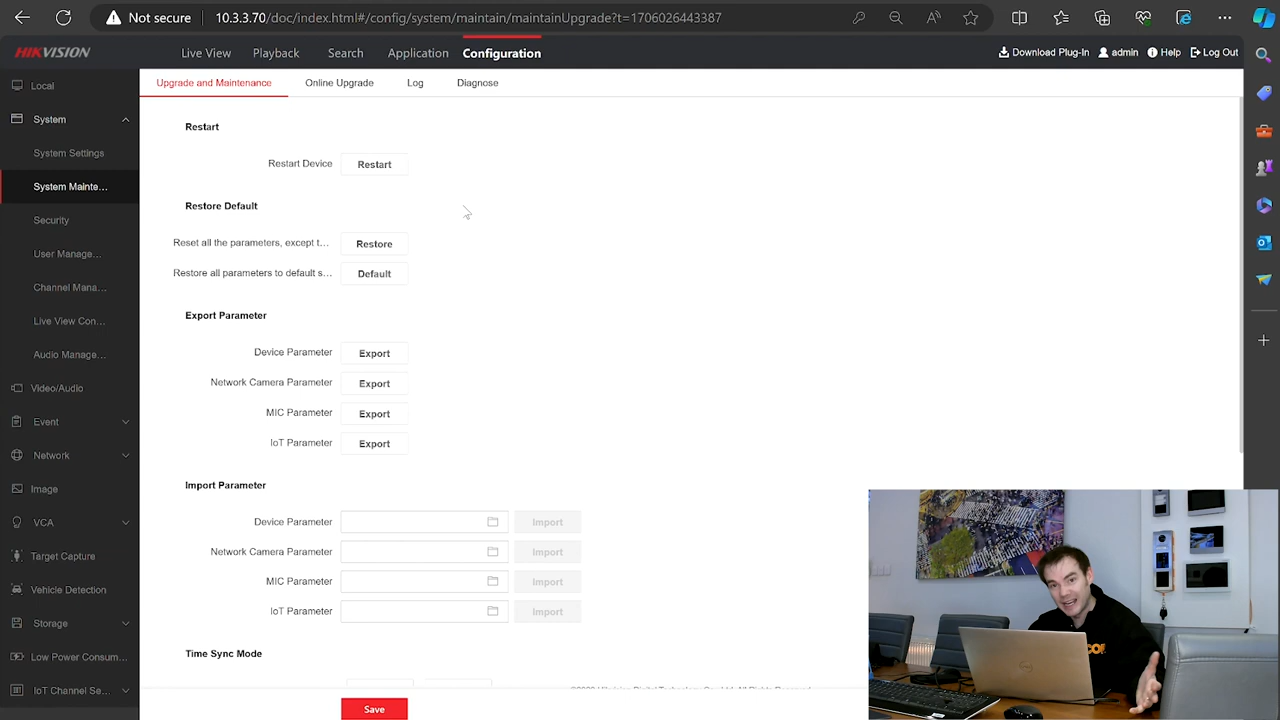 Not secure
10.3.3.70/doc/index.html#/config/system/maintain/maintainUpgrade?t=1706026443387
HIKVISION
Live View
Playback
Search
Application
Configuration
Download Plug-In
admin
Help
Log Out
Local
System
System Settings
System Mainte...
Security
User Manage...
Channel Mana...
Live View Con...
Audio Manage...
Video/Audio
Event
Network
Image
VCA
Target Capture
Vehicle Detection
Storage
Low Power Consum...
IoT Channel Se...
Upgrade and Maintenance
Online Upgrade
Log
Diagnose
Restart
Restart Device Restart
Restore Default
Reset all the parameters, except t... Restore
Restore all parameters to default s... Default
Export Parameter
Device Parameter Export
Network Camera Parameter Export
MIC Parameter Export
IoT Parameter Export
Import Parameter
Device Parameter Import
Network Camera Parameter Import
MIC Parameter Import
IoT Parameter Import
Time Sync Mode
Save